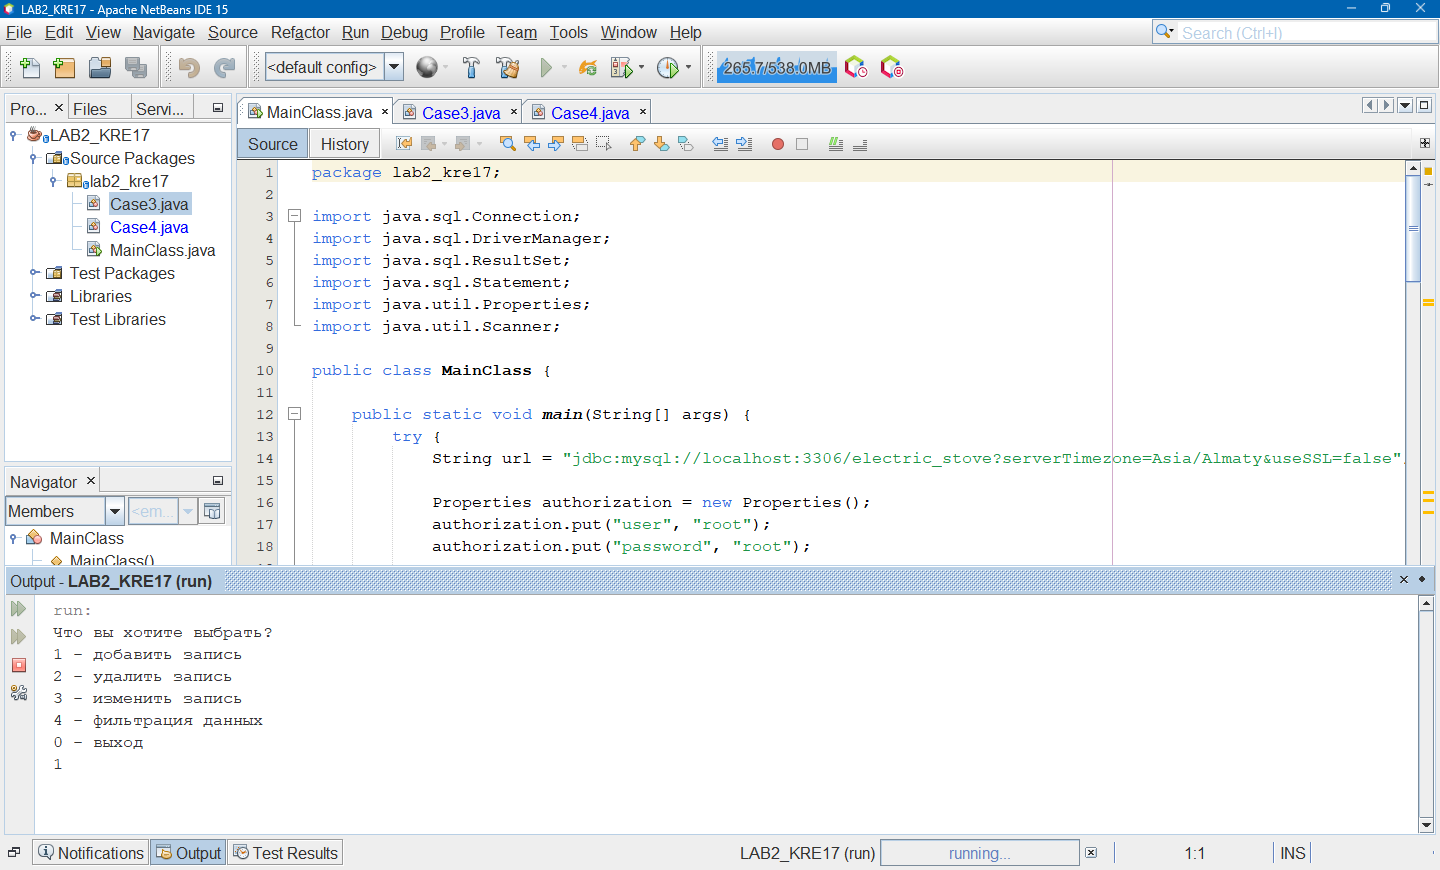 LAB2_KRE17 - Apache NetBeans IDE 15
File Edit View Navigate Source Refactor Run Debug Profile Team Tools Window Help
Search (Ctrl+I)
<default config>
265.7/538.0MB
Pro... Files Servi...
LAB2_KRE17
Source Packages
lab2_kre17
Case3.java
Case4.java
MainClass.java
Test Packages
Libraries
Test Libraries
Navigator
Members <em...
MainClass
MainClass()
MainClass.java Case3.java Case4.java
Source History
1 package lab2_kre17;
2
3 import java.sql.Connection;
4 import java.sql.DriverManager;
5 import java.sql.ResultSet;
6 import java.sql.Statement;
7 import java.util.Properties;
8 import java.util.Scanner;
9
10 public class MainClass {
11
12 public static void main(String[] args) {
13 try {
14 String url = "jdbc:mysql://localhost:3306/electric_stove?serverTimezone=Asia/Almaty&useSSL=false"
15
16 Properties authorization = new Properties();
17 authorization.put("user", "root");
18 authorization.put("password", "root");
Output - LAB2_KRE17 (run)
run:
Что вы хотите выбрать?
1 - добавить запись
2 - удалить запись
3 - изменить запись
4 - фильтрация данных
0 - выход
1
Notifications Output Test Results
LAB2_KRE17 (run) running... 1:1 INS